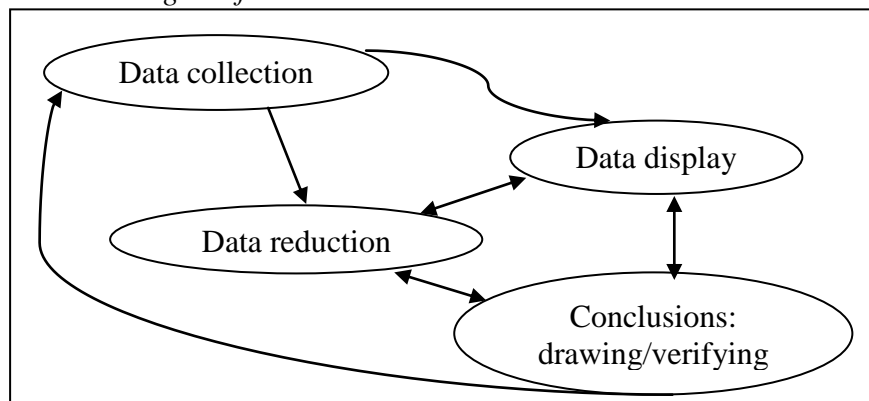 Data collection
Data display
Data reduction
Conclusions:
drawing/verifying